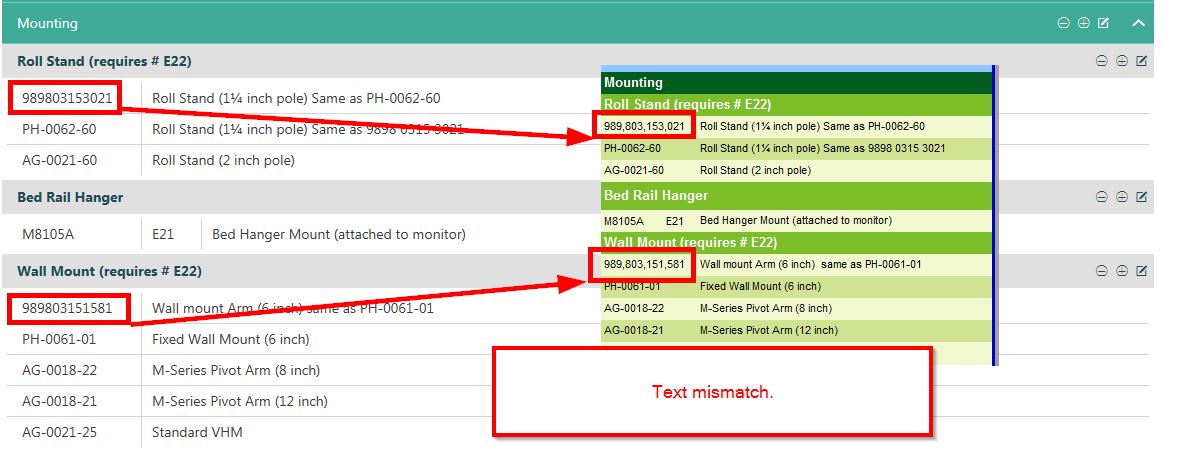 Mounting
Roll Stand (requires # E22)
989803153021 Roll Stand (1¼ inch pole) Same as PH-0062-60
PH-0062-60 Roll Stand (1¼ inch pole) Same as 9898 0315 3021
AG-0021-60 Roll Stand (2 inch pole)
Bed Rail Hanger
M8105A E21 Bed Hanger Mount (attached to monitor)
Wall Mount (requires # E22)
989803151581 Wall mount Arm (6 inch) same as PH-0061-01
PH-0061-01 Fixed Wall Mount (6 inch)
AG-0018-22 M-Series Pivot Arm (8 inch)
AG-0018-21 M-Series Pivot Arm (12 inch)
AG-0021-25 Standard VHM
Mounting
Roll Stand (requires # E22)
989,803,153,021 Roll Stand (1¼ inch pole) Same as PH-0062-60
PH-0062-60 Roll Stand (1¼ inch pole) Same as 9898 0315 3021
AG-0021-60 Roll Stand (2 inch pole)
Bed Rail Hanger
M8105A E21 Bed Hanger Mount (attached to monitor)
Wall Mount (requires # E22)
989,803,151,581 Wall mount Arm (6 inch) same as PH-0061-01
PH-0061-01 Fixed Wall Mount (6 inch)
AG-0018-22 M-Series Pivot Arm (8 inch)
AG-0018-21 M-Series Pivot Arm (12 inch)
Text mismatch.